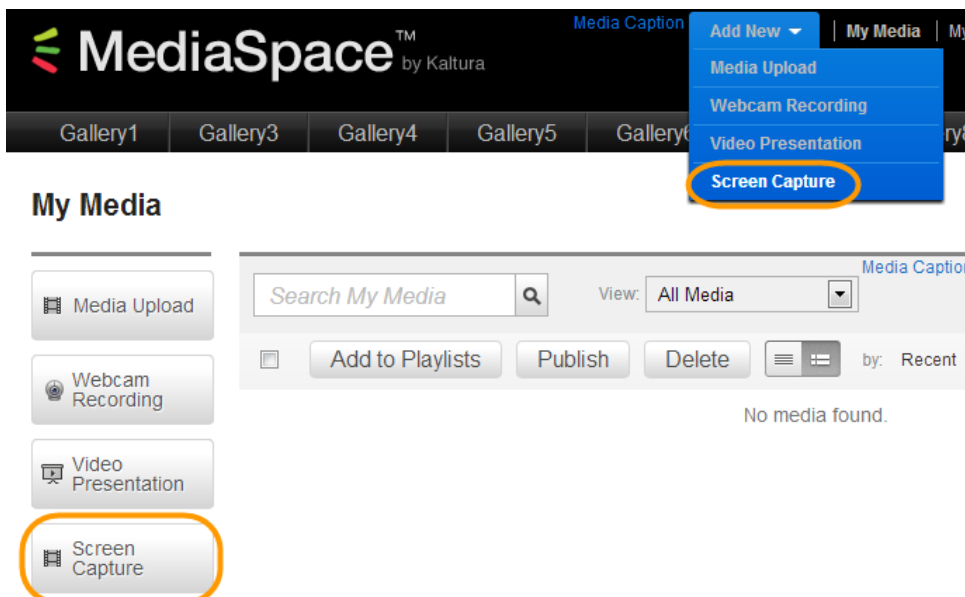 MediaSpace™ by Kaltura
Media Caption
Add New
My Media
My
Media Upload
Webcam Recording
Video Presentation
Screen Capture
Gallery1 Gallery3 Gallery4 Gallery5 Gallery6
My Media
Media Upload
Webcam
Recording
Video
Presentation
Screen
Capture
Media Caption
Search My Media
View: All Media
Add to Playlists Publish Delete by: Recent
No media found.